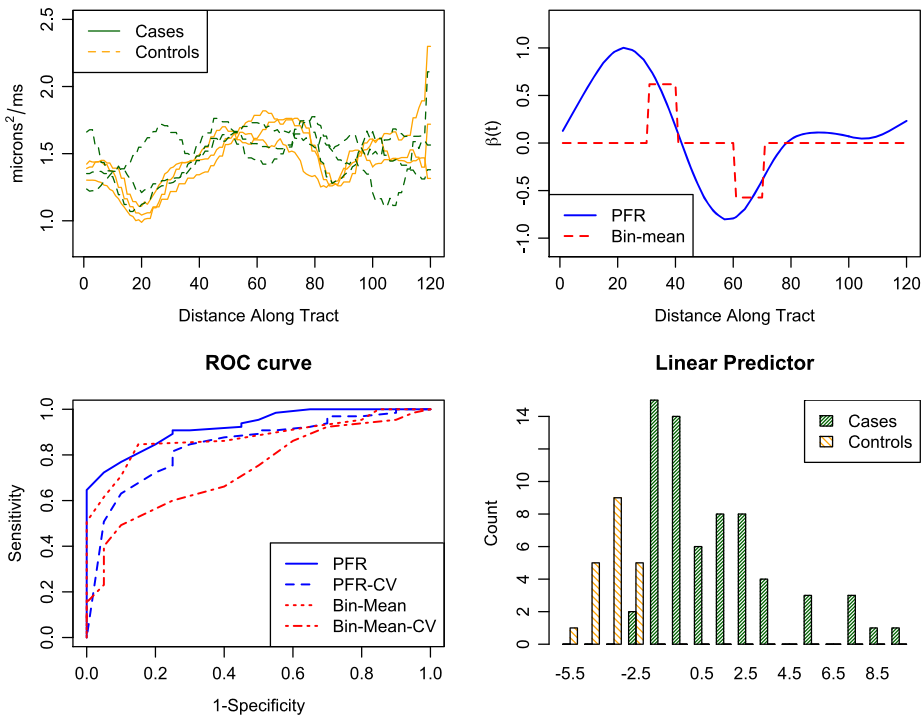 Cases
Controls
microns²/ms
2.5
2.0
1.5
1.0
0 20 40 60 80 100 120
Distance Along Tract
β(t)
1.0
0.5
0.0
-0.5
-1.0
PFR
Bin-mean
0 20 40 60 80 100 120
Distance Along Tract
ROC curve
Sensitivity
1.0
0.8
0.6
0.4
0.2
0.0
PFR
PFR-CV
Bin-Mean
Bin-Mean-CV
0.0 0.2 0.4 0.6 0.8 1.0
1-Specificity
Linear Predictor
Cases
Controls
Count
14
10
8
6
4
2
0
-5.5 -2.5 0.5 2.5 4.5 6.5 8.5